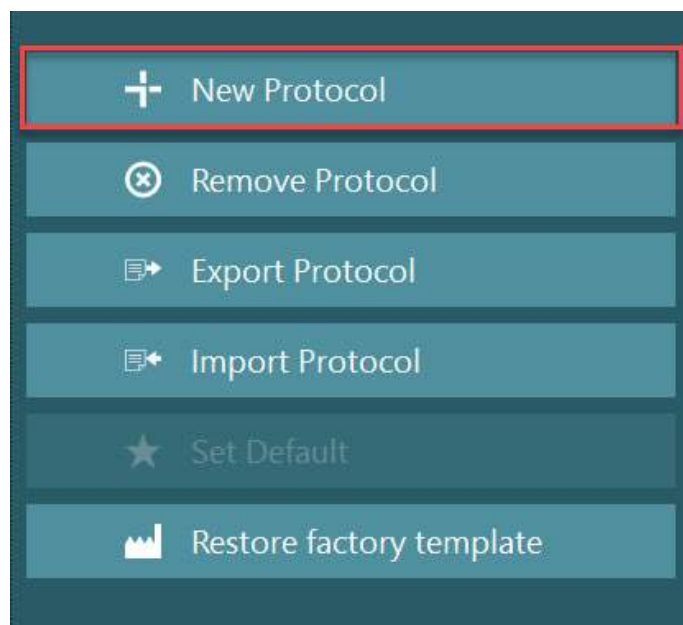 New Protocol
Remove Protocol
Export Protocol
Import Protocol
Set Default
Restore factory template